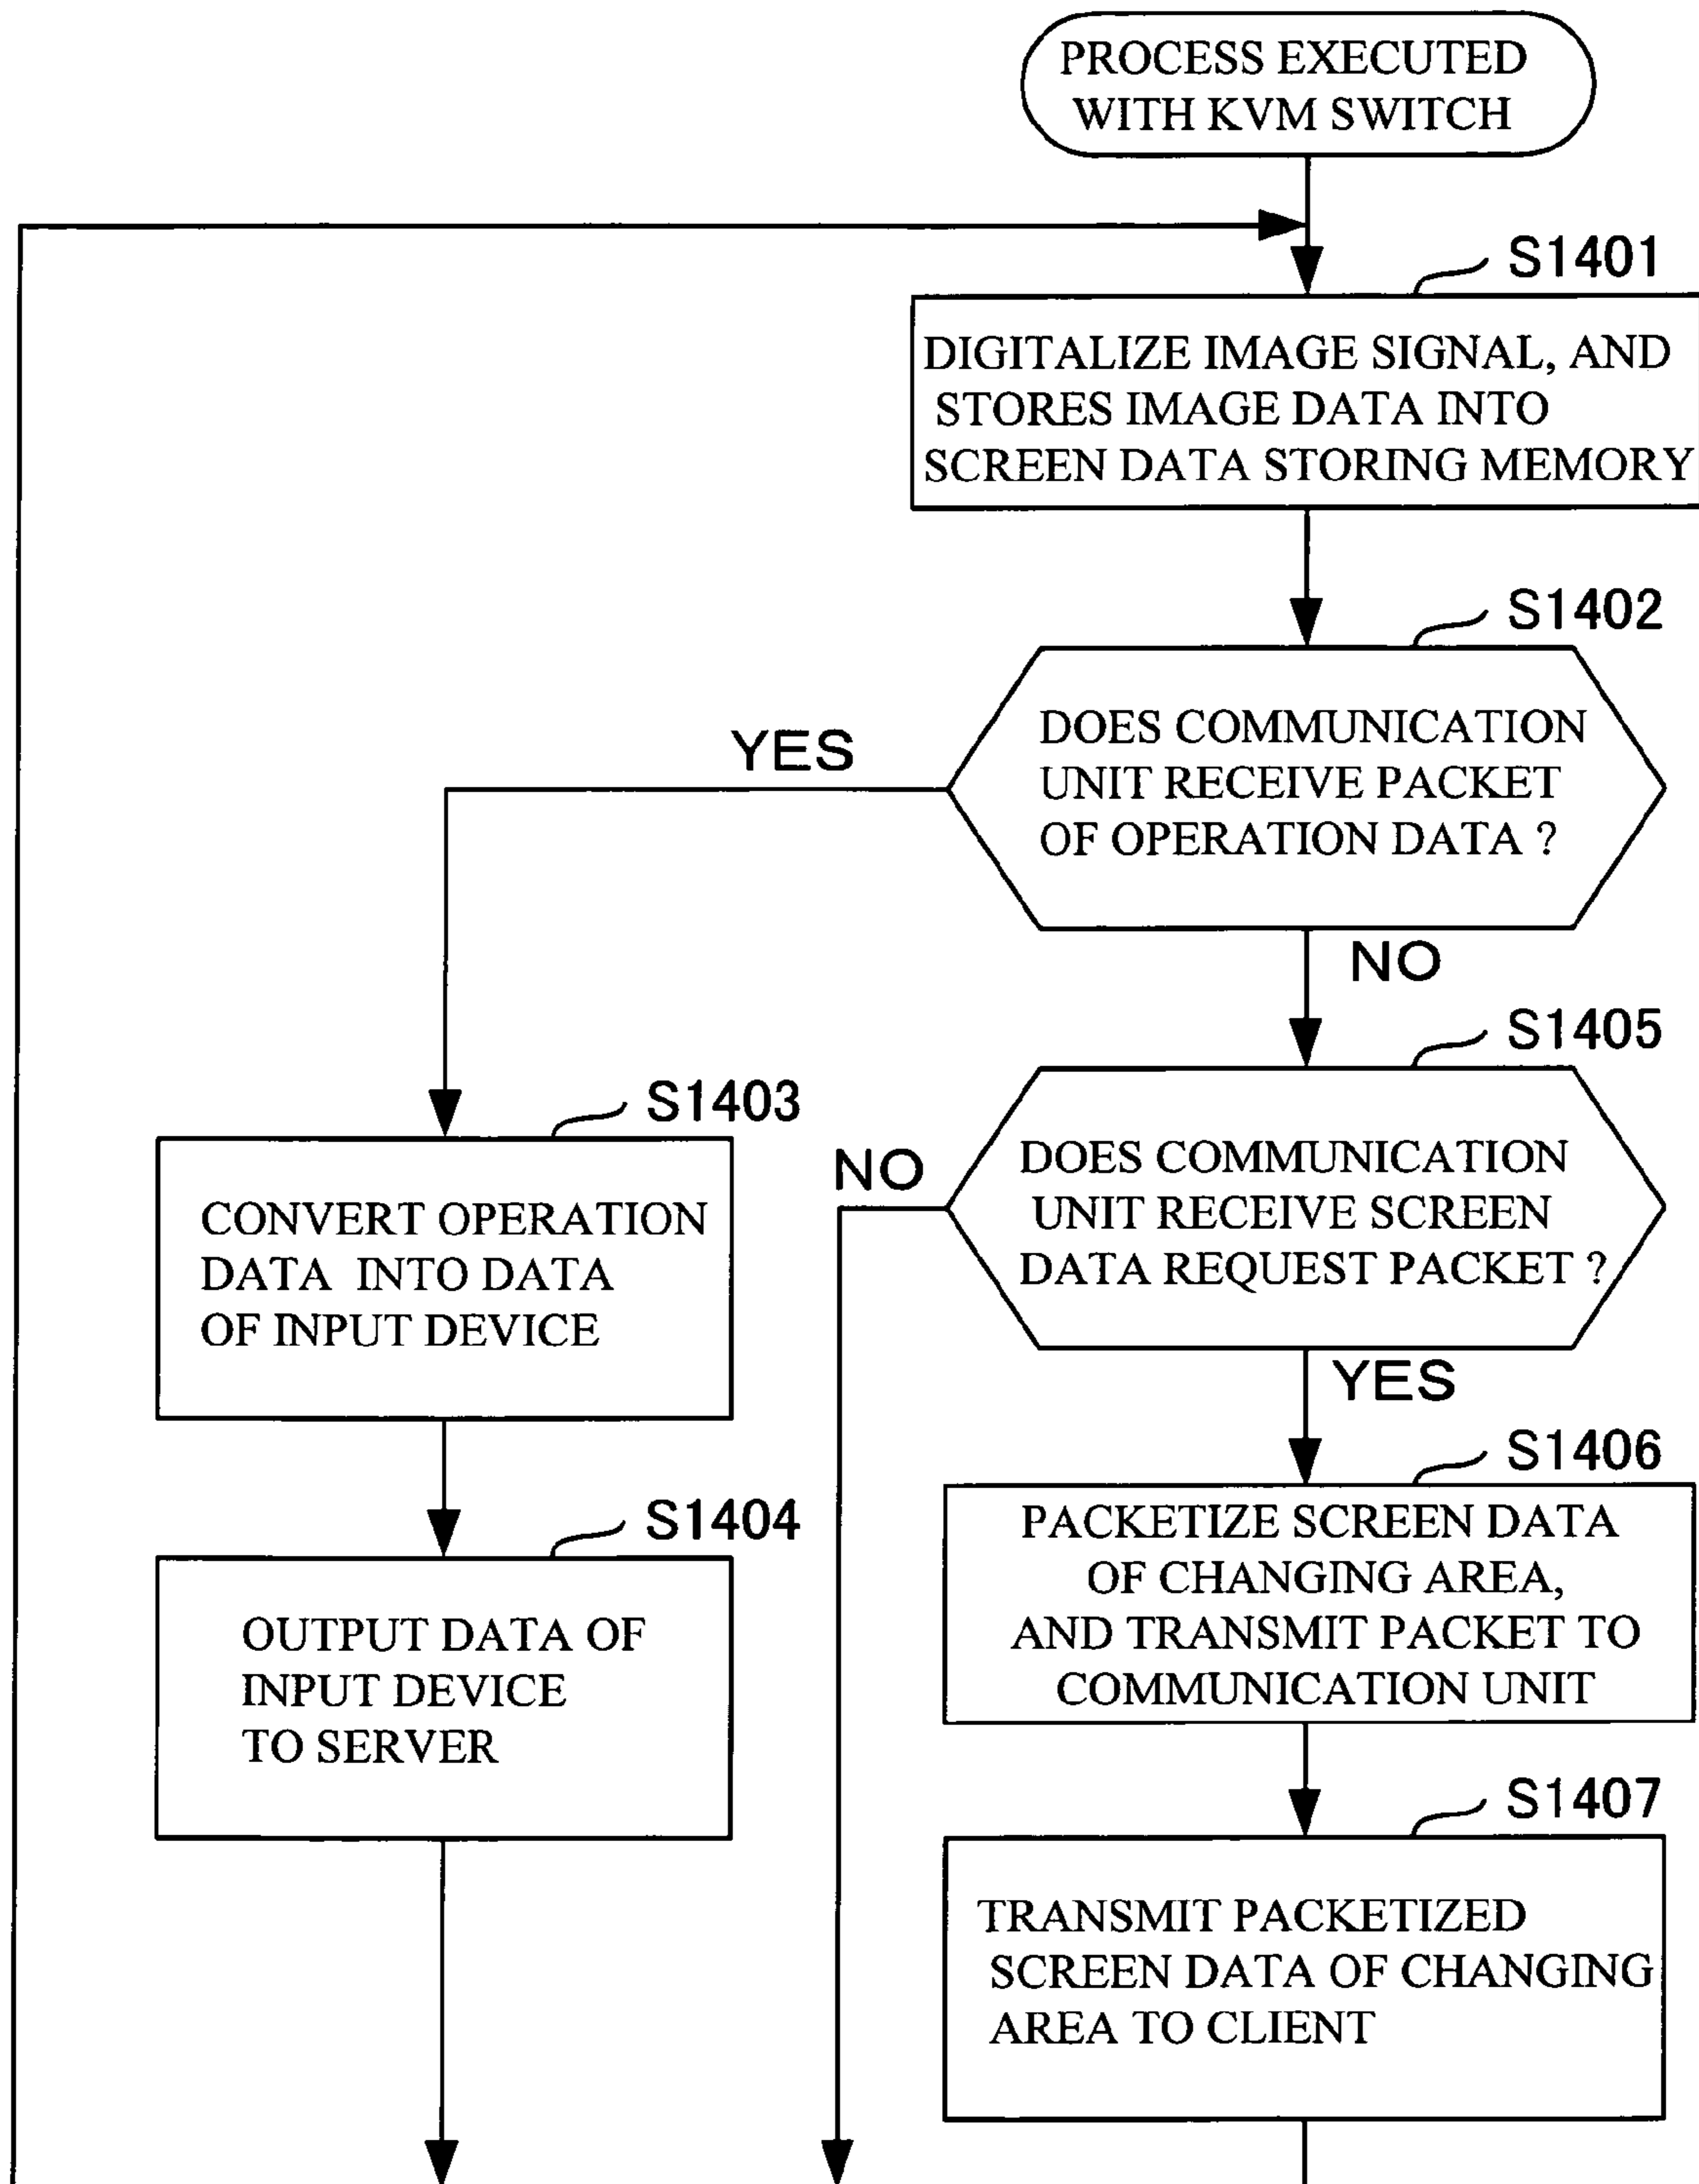 PROCESS EXECUTED
WITH KVM SWITCH
S1401
DIGITALIZE IMAGE SIGNAL, AND
STORES IMAGE DATA INTO
SCREEN DATA STORING MEMORY
S1402
DOES COMMUNICATION
UNIT RECEIVE PACKET
OF OPERATION DATA ?
YES
NO
S1403
CONVERT OPERATION
DATA INTO DATA
OF INPUT DEVICE
S1404
OUTPUT DATA OF
INPUT DEVICE
TO SERVER
S1405
DOES COMMUNICATION
UNIT RECEIVE SCREEN
DATA REQUEST PACKET ?
NO
YES
S1406
PACKETIZE SCREEN DATA
OF CHANGING AREA,
AND TRANSMIT PACKET TO
COMMUNICATION UNIT
S1407
TRANSMIT PACKETIZED
SCREEN DATA OF CHANGING
AREA TO CLIENT